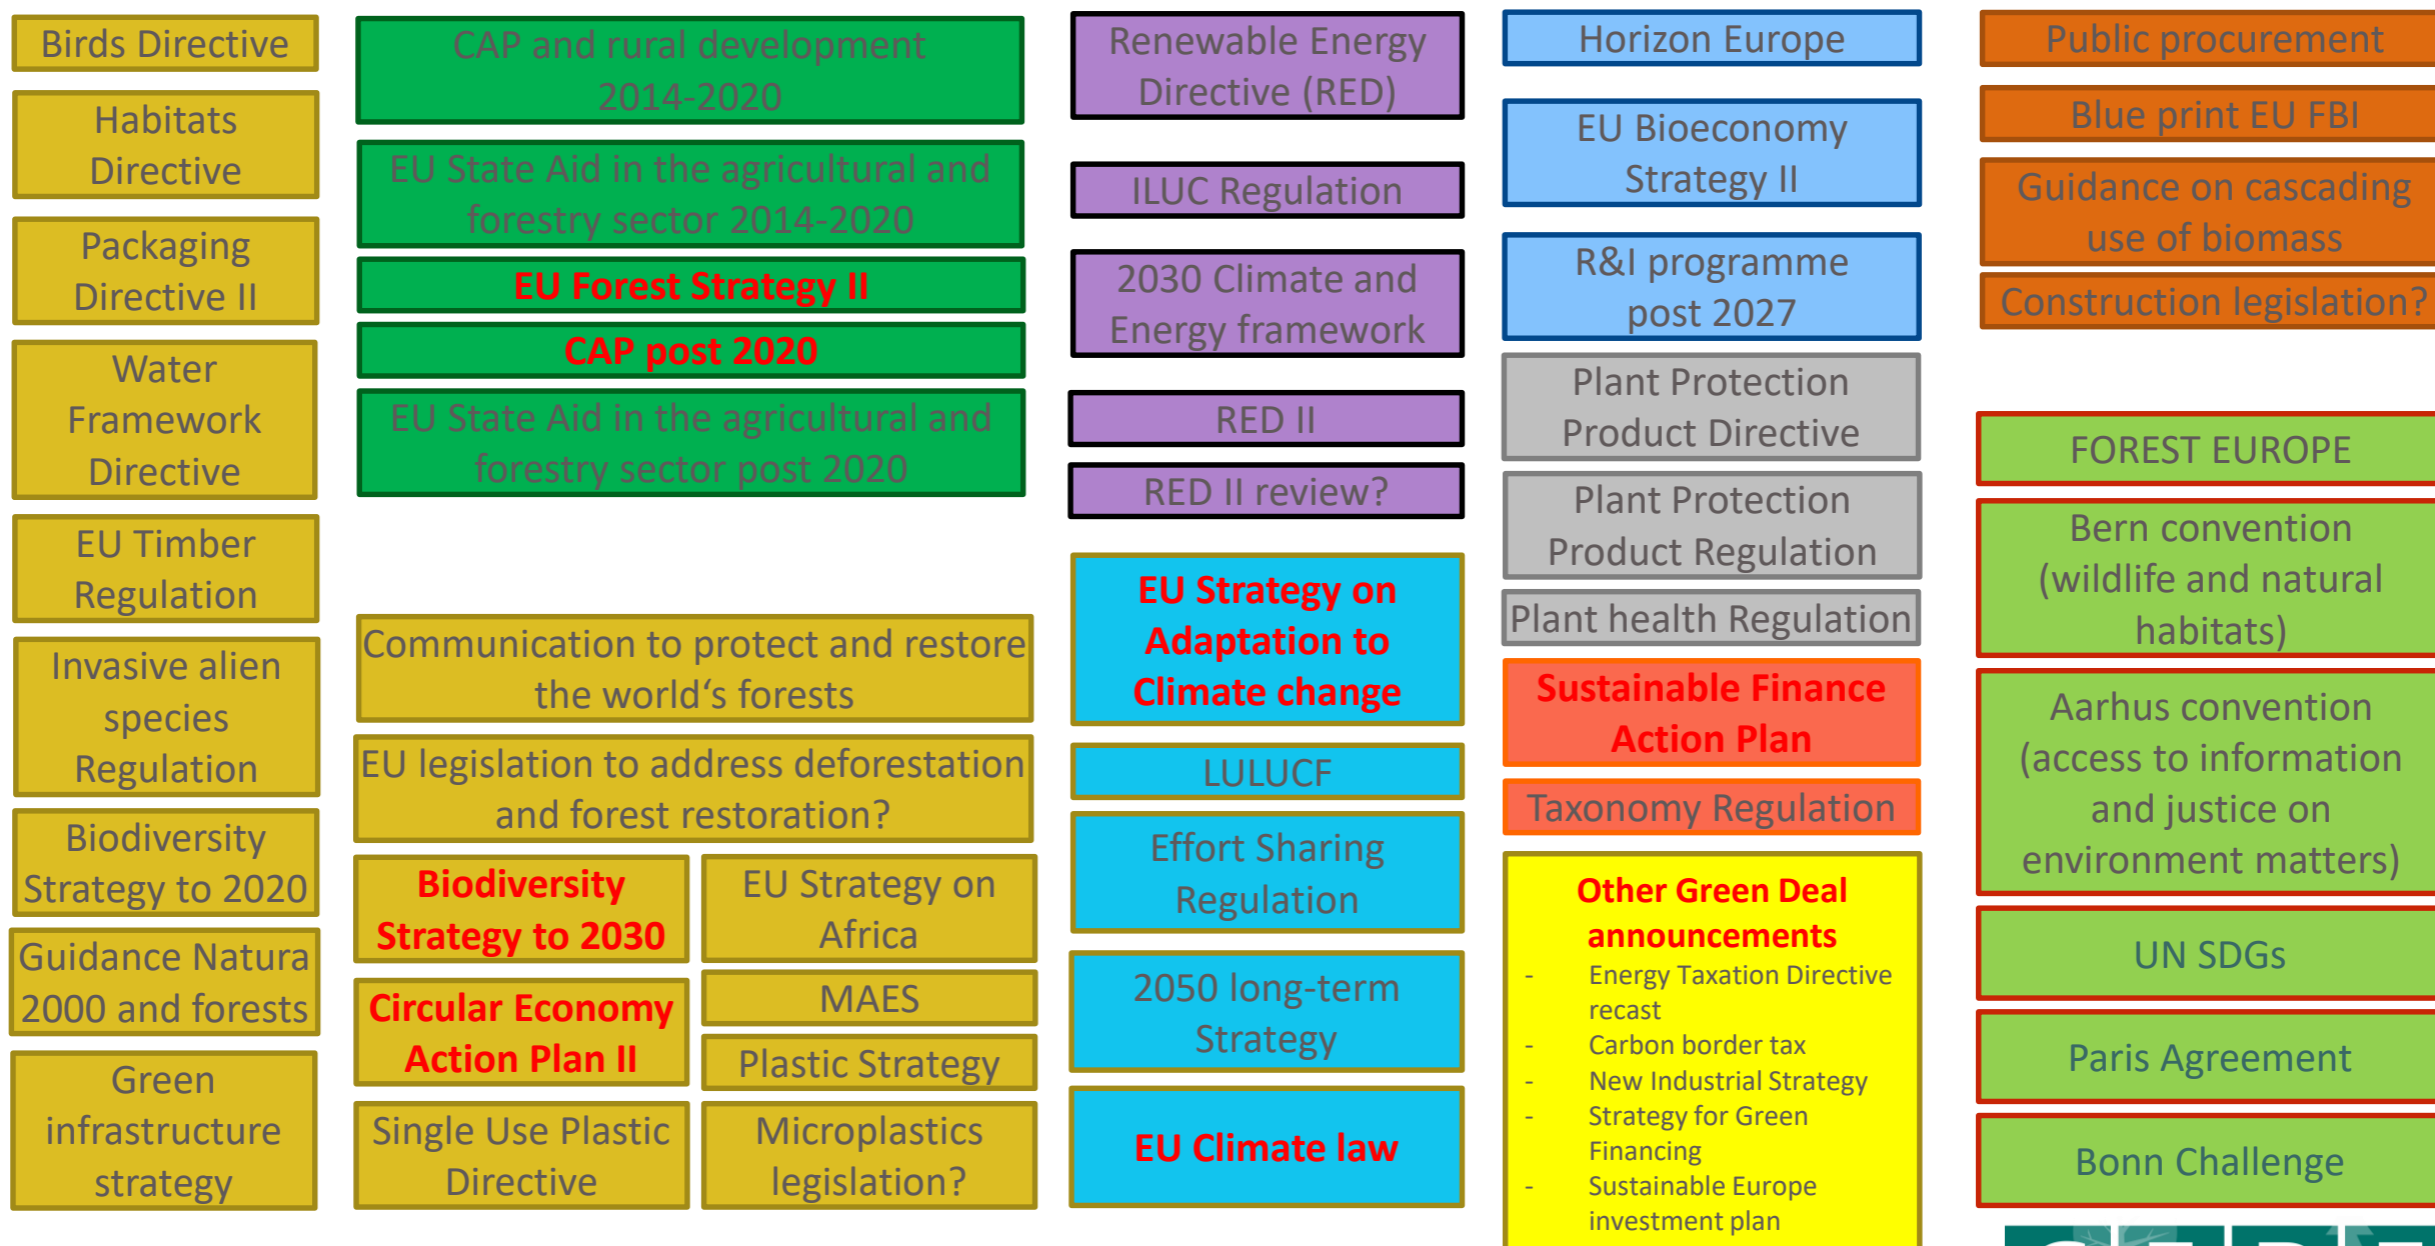 Birds Directive
Habitats
Directive
Packaging
Directive II
Water
Framework
Directive
EU Timber
Regulation
Invasive alien
species
Regulation
Biodiversity
Strategy to 2020
Guidance Natura
2000 and forests
Green
infrastructure
strategy
CAP and rural development
2014-2020
EU State Aid in the agricultural and
forestry sector 2014-2020
EU Forest Strategy II
CAP post 2020
EU State Aid in the agricultural and
forestry sector post 2020
Communication to protect and restore
the world‘s forests
EU legislation to address deforestation
and forest restoration?
Biodiversity
Strategy to 2030
Circular Economy
Action Plan II
Single Use Plastic
Directive
EU Strategy on
Africa
MAES
Plastic Strategy
Microplastics
legislation?
Renewable Energy
Directive (RED)
ILUC Regulation
2030 Climate and
Energy framework
RED II
RED II review?
EU Strategy on
Adaptation to
Climate change
LULUCF
Effort Sharing
Regulation
2050 long-term
Strategy
EU Climate law
Horizon Europe
EU Bioeconomy
Strategy II
R&I programme
post 2027
Plant Protection
Product Directive
Plant Protection
Product Regulation
Plant health Regulation
Sustainable Finance
Action Plan
Taxonomy Regulation
Other Green Deal
announcements
- Energy Taxation Directive
recast
- Carbon border tax
- New Industrial Strategy
- Strategy for Green
Financing
- Sustainable Europe
investment plan
Public procurement
Blue print EU FBI
Guidance on cascading
use of biomass
Construction legislation?
FOREST EUROPE
Bern convention
(wildlife and natural
habitats)
Aarhus convention
(access to information
and justice on
environment matters)
UN SDGs
Paris Agreement
Bonn Challenge